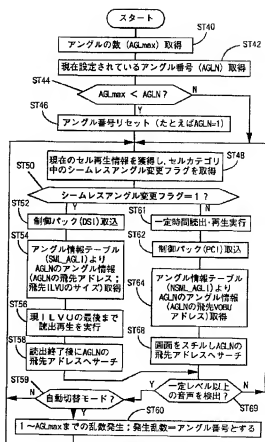 スタート
ST40
アングルの数 (AGLmax) 取得
ST42
現在設定されているアングル番号 (AGLN) 取得
ST44
AGLmax < AGLN?
N
ST46
Y
アングル番号リセット (たとえばAGLN=1)
ST48
現在のセル再生情報を獲得し、セルカテゴリ
中のシームレスアングル変更フラグを取得
ST50
シームレスアングル変更フラグ=1?
ST52
Y
ST61
N
制御パック(DSI)取込
一定時間読出・再生実行
ST54
ST62
制御パック(PCI)取込
アングル情報テーブル
(SML_AGLI)より
AGLNのアングル情報
(AGLNの飛先アドレス;
飛先ILVUのサイズ)取得
ST64
アングル情報テーブル
(NSML_AGLI)より
AGLNのアングル情報
(AGLNの飛先VOBU
アドレス)取得
ST56
現ILVUの最後まで
読出再生を実行
ST68
画面をスチルしAGLNの
飛先アドレスへサーチ
ST58
読出終了後にAGLNの
飛先アドレスへサーチ
ST59
自動切替モード?
N
Y
一定レベル以上
の音声を検出?
Y
N
ST69
ST60
1~AGLmaxまでの乱数発生;発生乱数=アングル番号とする